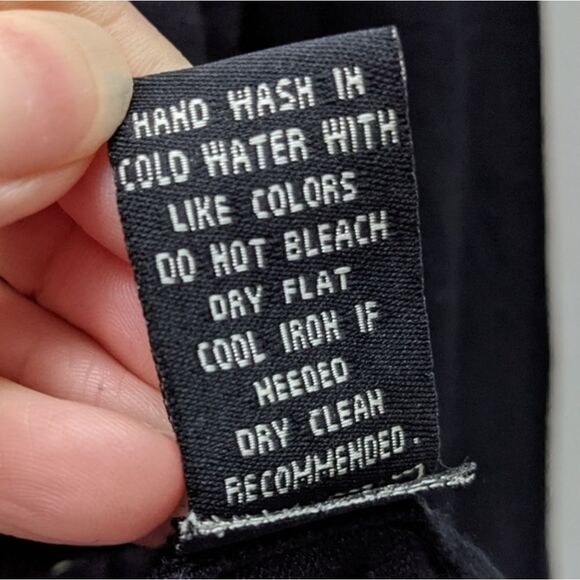 HAND WASH IN
COLD WATER WITH
LIKE COLORS
DO NOT BLEACH
DRY FLAT
COOL IRON IF
NEEDED
DRY CLEAN
RECOMMENDED.